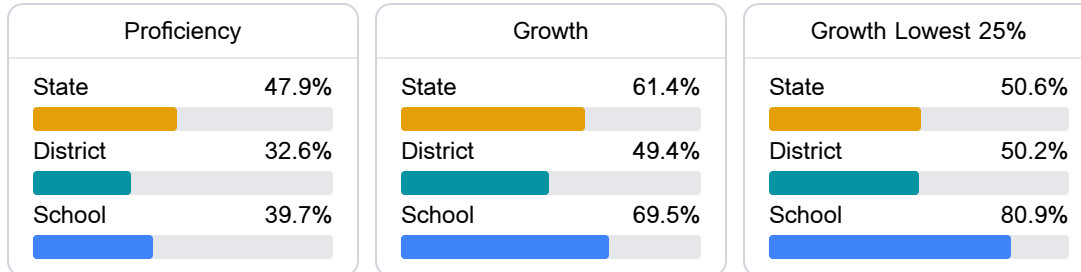 Proficiency
State 47.9%
District 32.6%
School 39.7%
Growth
State 61.4%
District 49.4%
School 69.5%
Growth Lowest 25%
State 50.6%
District 50.2%
School 80.9%